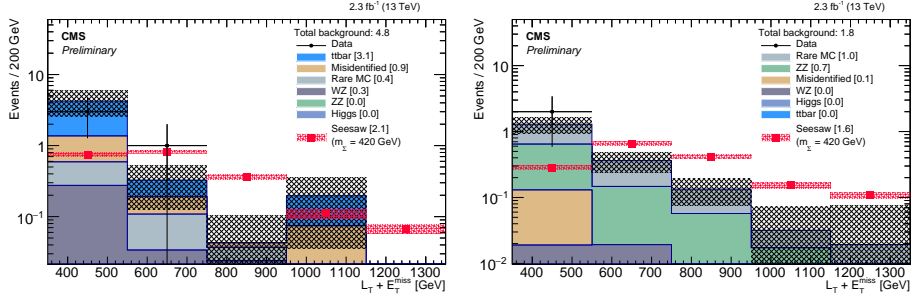 2.3 fb⁻¹ (13 TeV)
CMS
Preliminary
Total background: 4.8
Data
ttbar [3.1]
Misidentified [0.9]
Rare MC [0.4]
WZ [0.3]
ZZ [0.0]
Higgs [0.0]
Seesaw [2.1]
(m_Σ = 420 GeV)
Events / 200 GeV
10
1
10⁻¹
400 500 600 700 800 900 1000 1100 1200 1300
L_T + E_T^miss [GeV]
2.3 fb⁻¹ (13 TeV)
CMS
Preliminary
Total background: 1.8
Data
Rare MC [1.0]
ZZ [0.7]
Misidentified [0.1]
WZ [0.0]
Higgs [0.0]
ttbar [0.0]
Seesaw [1.6]
(m_Σ = 420 GeV)
Events / 200 GeV
10
1
10⁻¹
10⁻²
400 500 600 700 800 900 1000 1100 1200 1300
L_T + E_T^miss [GeV]